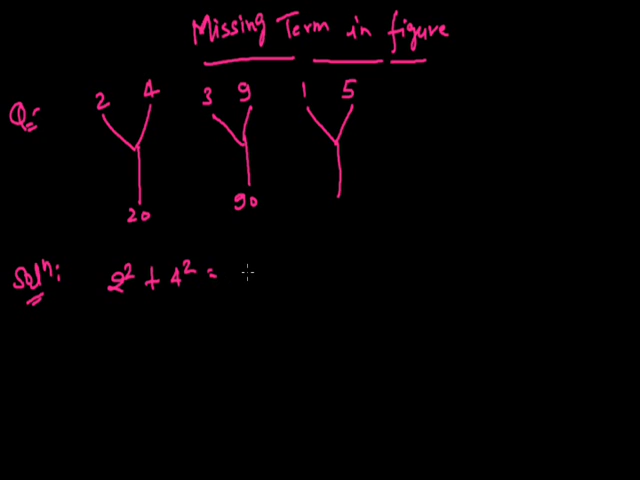 Missing Term in figure
Q:- 2 4 3 9 1 5
20 90
Solⁿ: 2² + 4² =